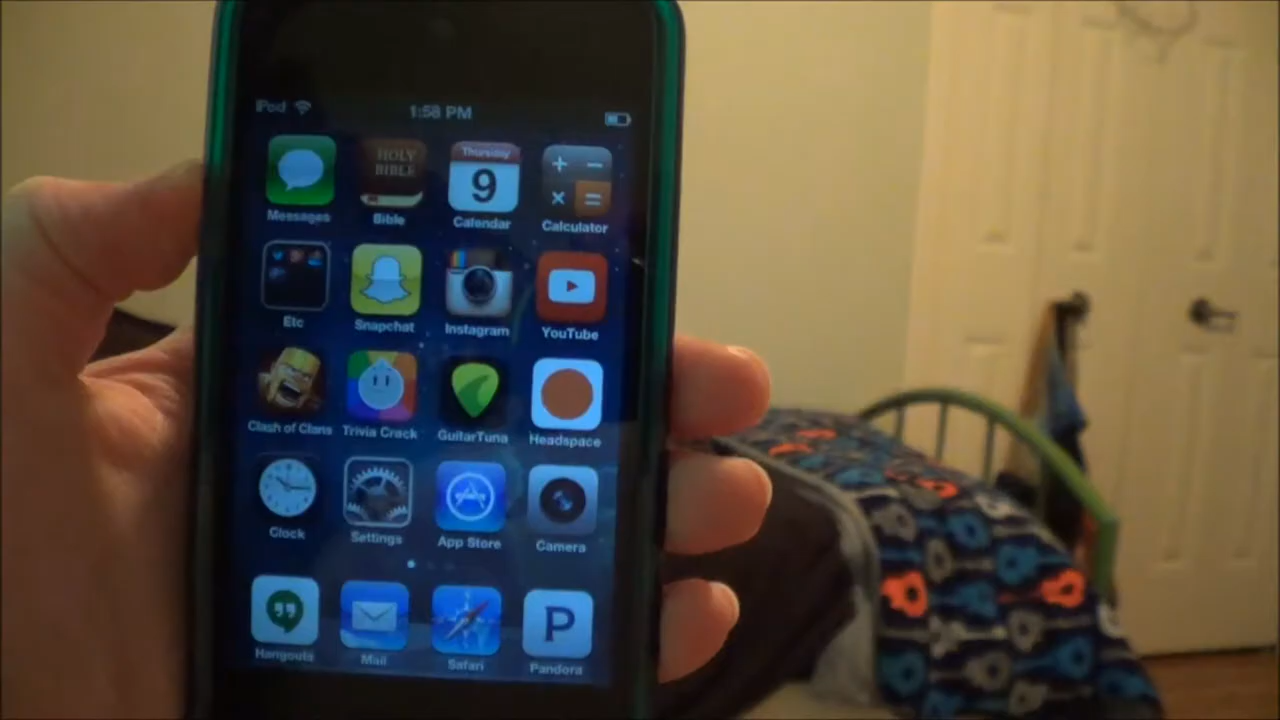 iPod 1:58 PM
HOLY BIBLE
Thursday
9
Messages Bible Calendar Calculator
Etc Snapchat Instagram YouTube
Clash of Clans Trivia Crack GuitarTuna Headspace
Clock Settings App Store Camera
P
Hangouts Mail Safari Pandora